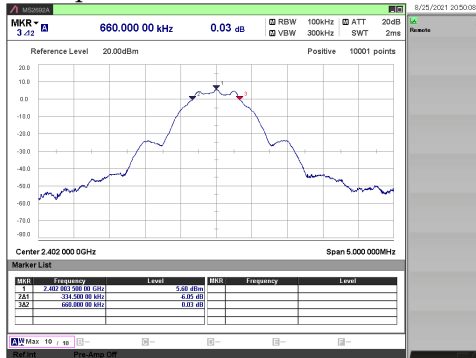 MS2692A
8/25/2021 20:50:08
MKR
3 Δ2 A 660.000 00 kHz 0.03 dB
RBW 100kHz ATT 20dB
VBW 300kHz SWT 2ms
Remote
Reference Level 20.00dBm Positive 10001 points
20.0
10.0
0.0
-10.0
-20.0
-30.0
-40.0
-50.0
-60.0
-70.0
-80.0
1
2
3
Center 2.402 000 0GHz Span 5.000 000MHz
Marker List
MKR Frequency Level MKR Frequency Level
1 2.402 003 500 00 GHz 5.60 dBm
2Δ1 -334.500 00 kHz -6.05 dB
3Δ2 660.000 00 kHz 0.03 dB
A Max 10 / 10
Ref.Int Pre-Amp Off